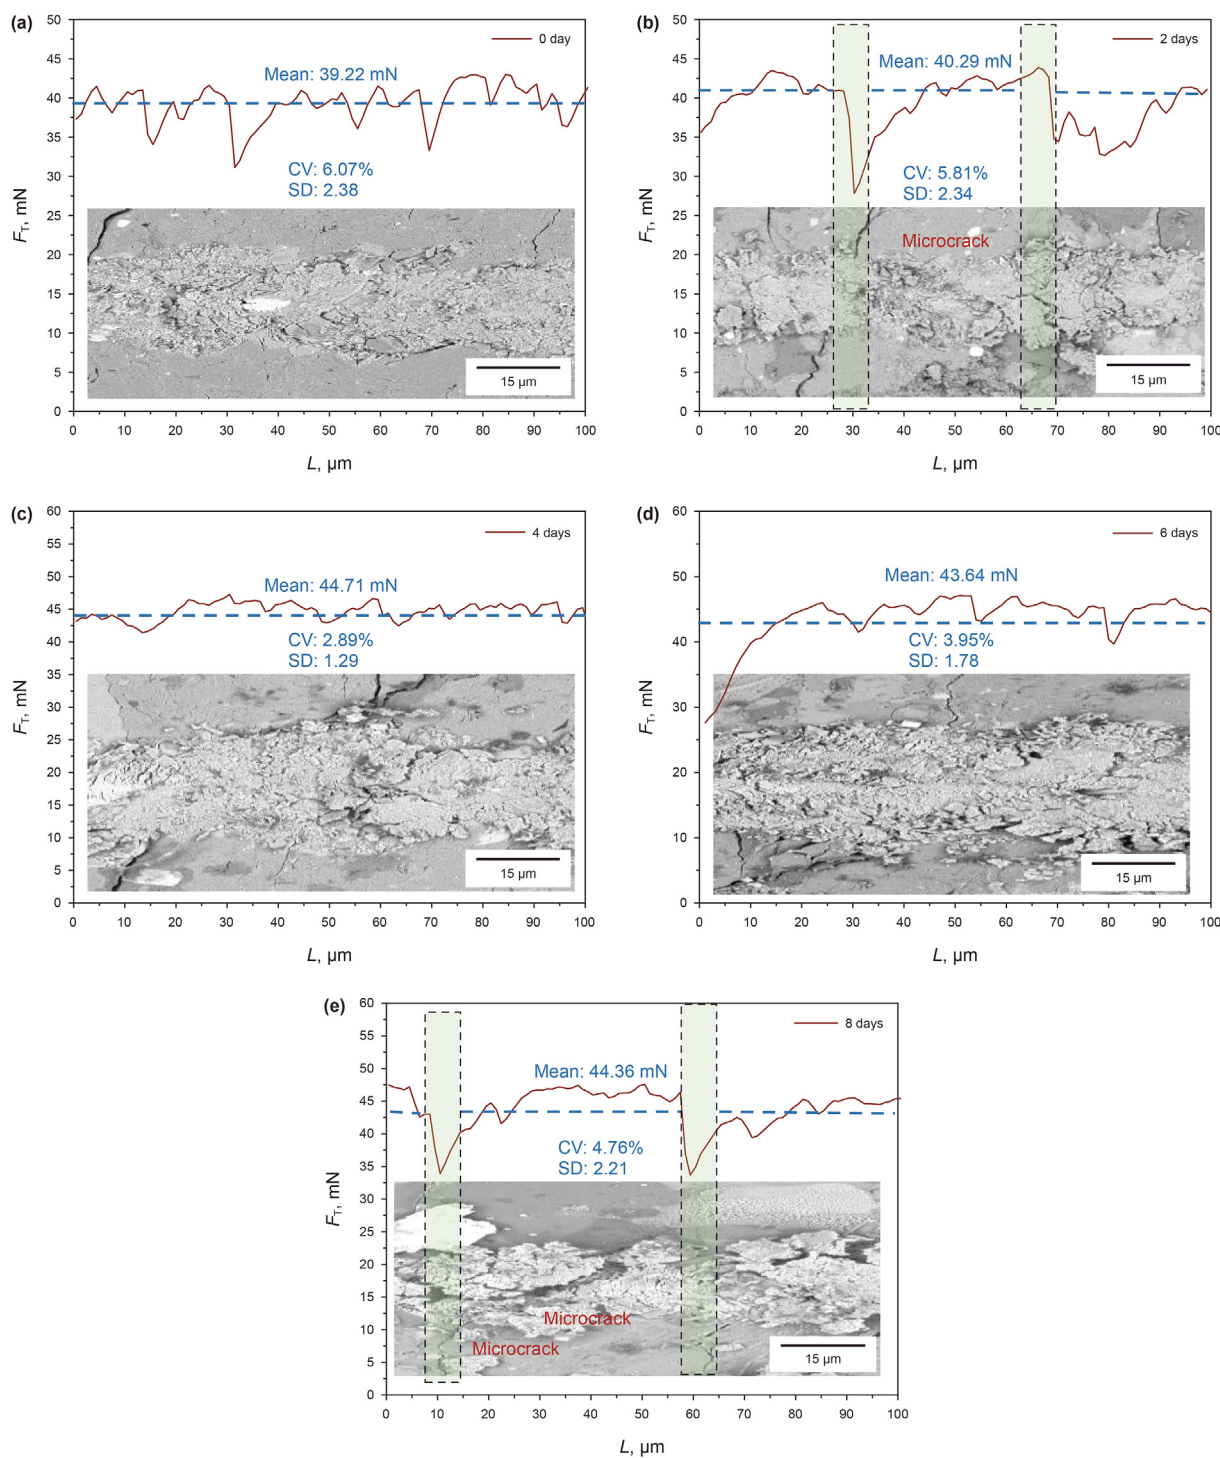 (a)
50
45
40
35
30
25
20
15
10
5
0
F_T, mN
0 day
Mean: 39.22 mN
CV: 6.07%
SD: 2.38
15 µm
0 10 20 30 40 50 60 70 80 90 100
L, µm
(b)
50
45
40
35
30
25
20
15
10
5
0
F_T, mN
2 days
Mean: 40.29 mN
CV: 5.81%
SD: 2.34
Microcrack
15 µm
0 10 20 30 40 50 60 70 80 90 100
L, µm
(c)
60
55
50
45
40
35
30
25
20
15
10
5
0
F_T, mN
4 days
Mean: 44.71 mN
CV: 2.89%
SD: 1.29
15 µm
0 10 20 30 40 50 60 70 80 90 100
L, µm
(d)
60
50
40
30
20
10
0
F_T, mN
6 days
Mean: 43.64 mN
CV: 3.95%
SD: 1.78
15 µm
0 10 20 30 40 50 60 70 80 90 100
L, µm
(e)
60
55
50
45
40
35
30
25
20
15
10
5
0
F_T, mN
8 days
Mean: 44.36 mN
CV: 4.76%
SD: 2.21
Microcrack
Microcrack
15 µm
0 10 20 30 40 50 60 70 80 90 100
L, µm